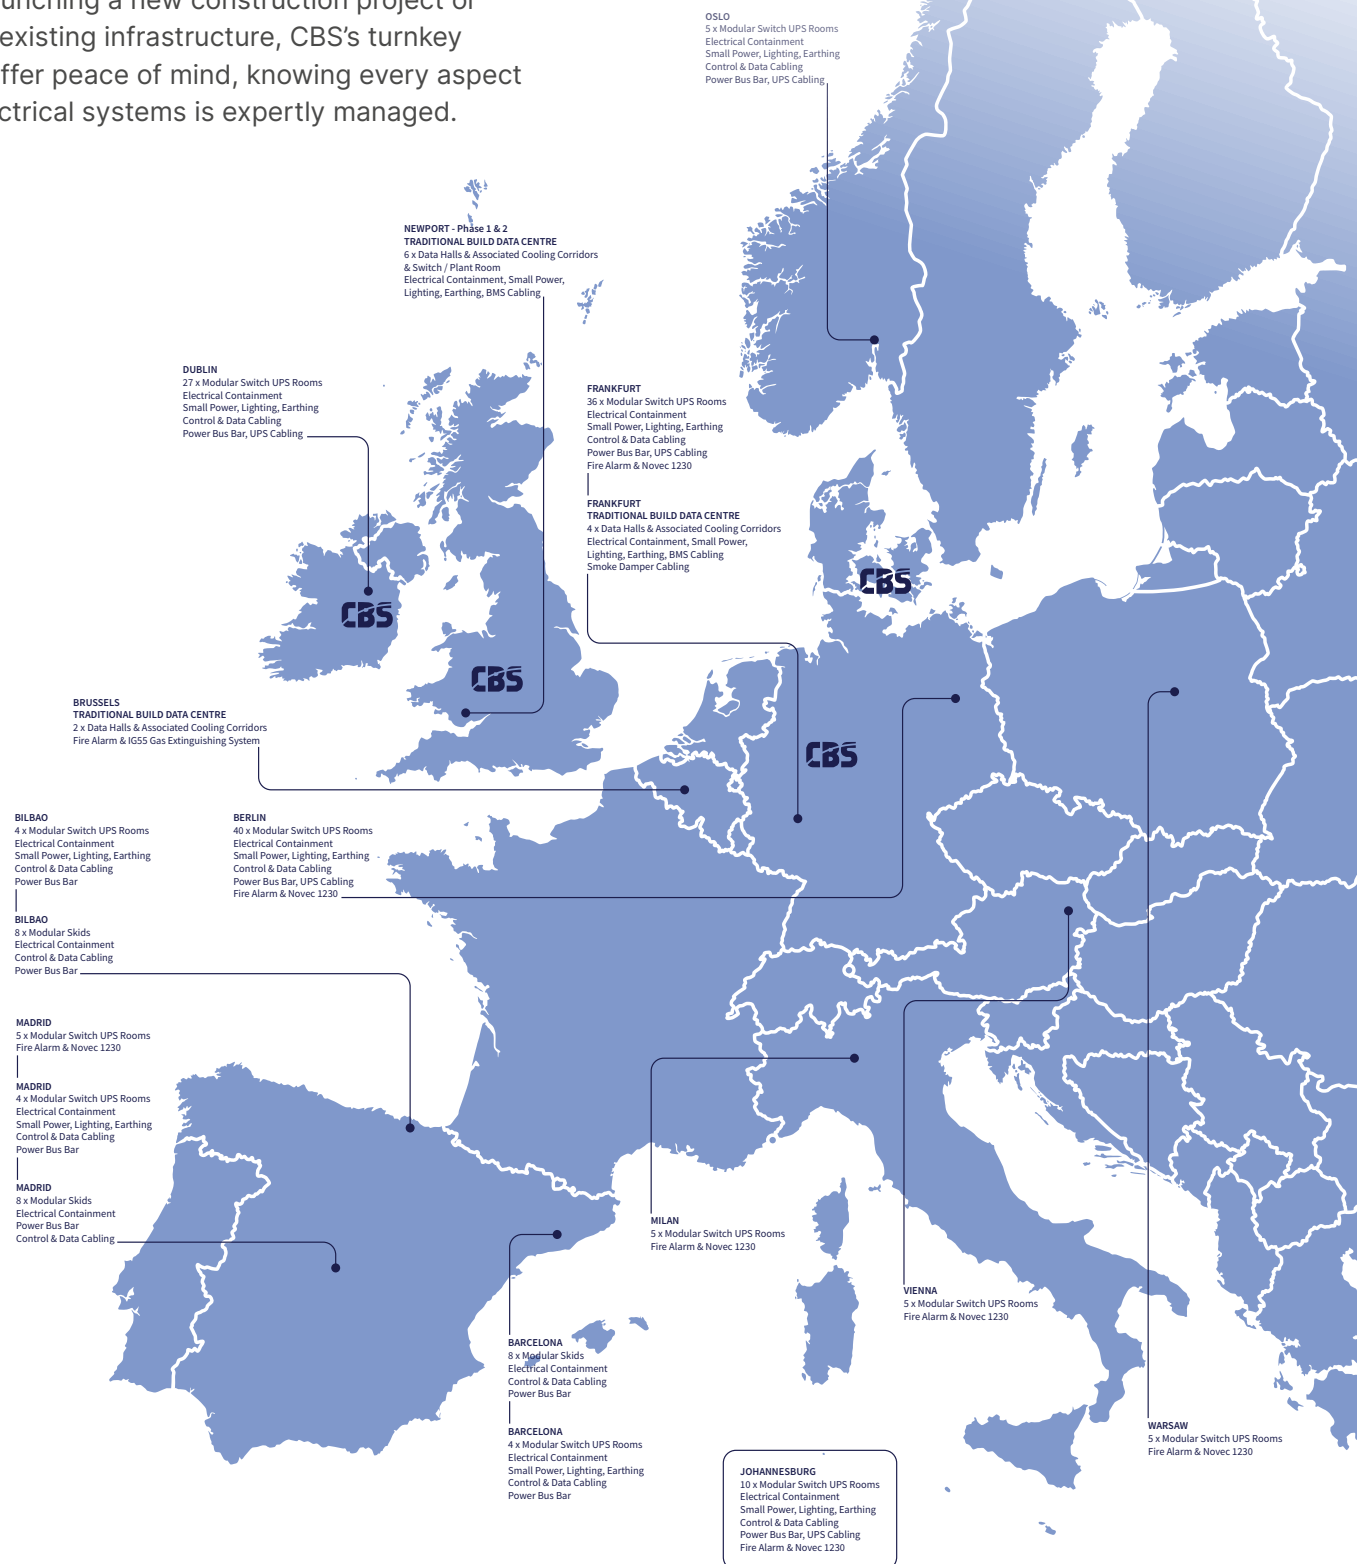 existing infrastructure, CBS's turnkey
peace of mind, knowing every aspect
systems is expertly managed.
OSLO
5 x Modular Switch UPS Rooms
Electrical Containment
Small Power, Lighting, Earthing
Control & Data Cabling
Power Bus Bar, UPS Cabling
NEWPORT - Phase 1 & 2
TRADITIONAL BUILD DATA CENTRE
6 x Data Halls & Associated Cooling Corridors
& Switch / Plant Room
Electrical Containment, Small Power,
Lighting, Earthing, BMS Cabling
DUBLIN
27 x Modular Switch UPS Rooms
Electrical Containment
Small Power, Lighting, Earthing
Control & Data Cabling
Power Bus Bar, UPS Cabling
FRANKFURT
36 x Modular Switch UPS Rooms
Electrical Containment
Small Power, Lighting, Earthing
Control & Data Cabling
Power Bus Bar, UPS Cabling
Fire Alarm & Novec 1230
FRANKFURT
TRADITIONAL BUILD DATA CENTRE
4 x Data Halls & Associated Cooling Corridors
Electrical Containment, Small Power,
Lighting, Earthing, BMS Cabling
Smoke Damper Cabling
CBS
CBS
CBS
CBS
BRUSSELS
TRADITIONAL BUILD DATA CENTRE
2 x Data Halls & Associated Cooling Corridors
Fire Alarm & IG55 Gas Extinguishing System
BILBAO
4 x Modular Switch UPS Rooms
Electrical Containment
Small Power, Lighting, Earthing
Control & Data Cabling
Power Bus Bar
BILBAO
8 x Modular Skids
Electrical Containment
Control & Data Cabling
Power Bus Bar
BERLIN
40 x Modular Switch UPS Rooms
Electrical Containment
Small Power, Lighting, Earthing
Control & Data Cabling
Power Bus Bar, UPS Cabling
Fire Alarm & Novec 1230
MADRID
5 x Modular Switch UPS Rooms
Fire Alarm & Novec 1230
MADRID
4 x Modular Switch UPS Rooms
Electrical Containment
Small Power, Lighting, Earthing
Control & Data Cabling
Power Bus Bar
MADRID
8 x Modular Skids
Electrical Containment
Power Bus Bar
Control & Data Cabling
MILAN
5 x Modular Switch UPS Rooms
Fire Alarm & Novec 1230
VIENNA
5 x Modular Switch UPS Rooms
Fire Alarm & Novec 1230
BARCELONA
8 x Modular Skids
Electrical Containment
Control & Data Cabling
Power Bus Bar
BARCELONA
4 x Modular Switch UPS Rooms
Electrical Containment
Small Power, Lighting, Earthing
Control & Data Cabling
Power Bus Bar
WARSAW
5 x Modular Switch UPS Rooms
Fire Alarm & Novec 1230
JOHANNESBURG
10 x Modular Switch UPS Rooms
Electrical Containment
Small Power, Lighting, Earthing
Control & Data Cabling
Power Bus Bar, UPS Cabling
Fire Alarm & Novec 1230